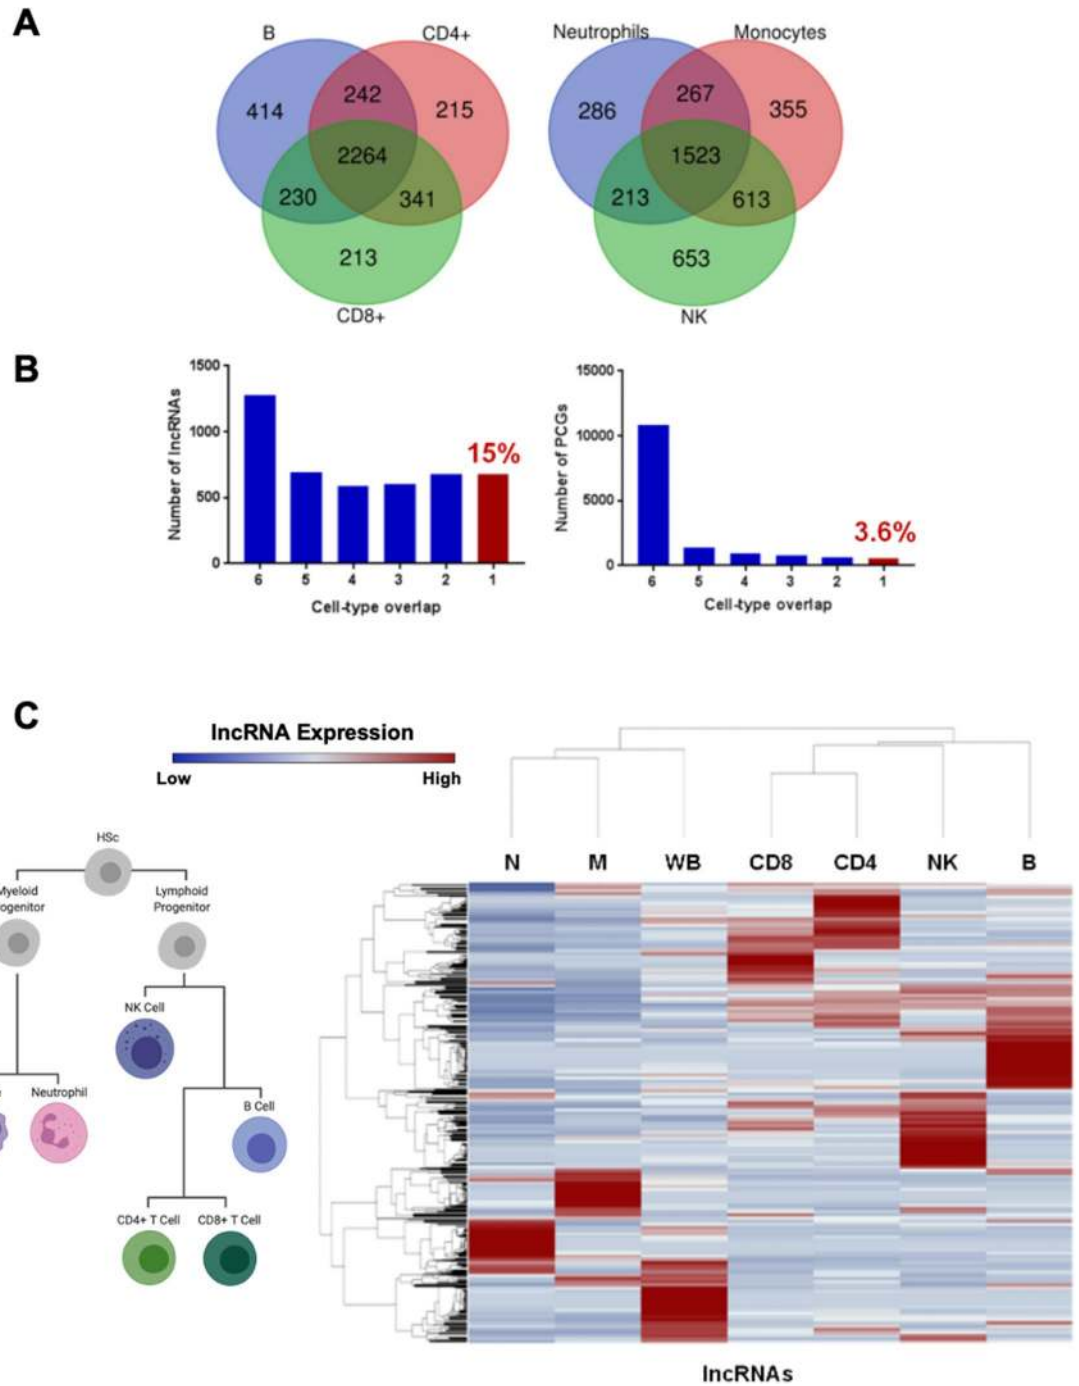 A
B CD4+
414 242 215
2264
230 341
213
CD8+
Neutrophils Monocytes
286 267 355
1523
213 613
653
NK
B
Number of lncRNAs
1500
1000
500
0
15%
6 5 4 3 2 1
Cell-type overlap
Number of PCGs
15000
10000
5000
0
3.6%
6 5 4 3 2 1
Cell-type overlap
C
lncRNA Expression
Low High
HSc
Myeloid
Lymphoid
Progenitor
NK Cell
e
Neutrophil
B Cell
CD4+ T Cell CD8+ T Cell
N M WB CD8 CD4 NK B
lncRNAs